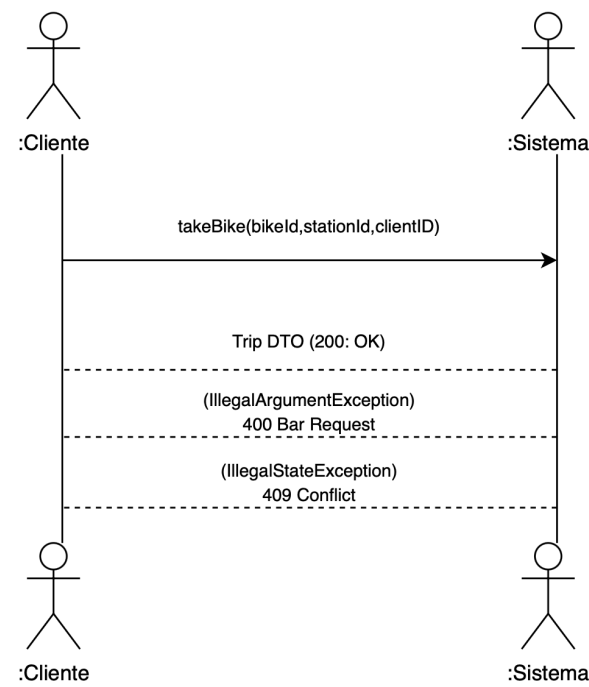 :Cliente
:Sistema
takeBike(bikeId,stationId,clientID)
Trip DTO (200: OK)
(IllegalArgumentException)
400 Bar Request
(IllegalStateException)
409 Conflict
:Cliente
:Sistema